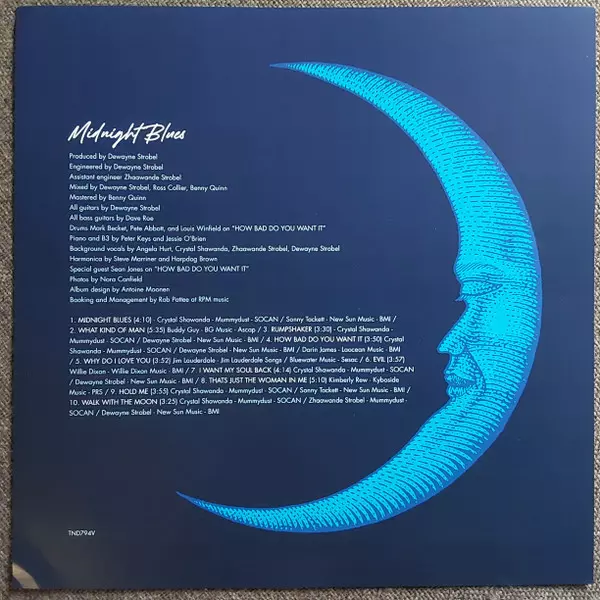 Midnight Blues
Produced by Dewayne Strobel
Engineered by Dewayne Strobel
Assistant engineer Zhaawande Strobel
Mixed by Dewayne Strobel, Ross Collier, Benny Quinn
Mastered by Benny Quinn
All guitars by Dewayne Strobel
All bass guitars by Dave Roe
Drums Mark Becket, Pete Abbott, and Louis Winfield on "HOW BAD DO YOU WANT IT"
Piano and B3 by Peter Keys and Jessie O'Brien
Background vocals by Angela Hurt, Crystal Shawanda, Zhaawande Strobel, Dewayne Strobel
Harmonica by Steve Marriner and Harpdog Brown
Special guest Sean Jones on "HOW BAD DO YOU WANT IT"
Photos by Nora Canfield
Album design by Antoine Moonen
Booking and Management by Rob Pattee at RPM music
1. MIDNIGHT BLUES (4:10) - Crystal Shawanda - Mummydust - SOCAN / Sonny Tackett - New Sun Music - BMI /
2. WHAT KIND OF MAN (5:35) Buddy Guy - BG Music - Ascap / 3. RUMPSHAKER (3:30) - Crystal Shawanda -
Mummydust - SOCAN / Dewayne Strobel - New Sun Music - BMI / 4. HOW BAD DO YOU WANT IT (3:50) Crystal
Shawanda - Mummydust - SOCAN / Dewayne Strobel - New Sun Music - BMI / Darin James - Laocean Music - BMI
/ 5. WHY DO I LOVE YOU (3:52) Jim Lauderdale - Jim Lauderdale Songs / Bluewater Music - Sesac / 6. EVIL (3:57)
Willie Dixon - Willie Dixon Music - BMI / 7. I WANT MY SOUL BACK (4:14) Crystal Shawanda - Mummydust - SOCAN
/ Dewayne Strobel - New Sun Music - BMI / 8. THATS JUST THE WOMAN IN ME (5:10) Kimberly Rew - Kyboside
Music - PRS / 9. HOLD ME (3:55) Crystal Shawanda - Mummydust - SOCAN / Sonny Tackett - New Sun Music - BMI /
10. WALK WITH THE MOON (3:25) Crystal Shawanda - Mummydust - SOCAN / Zhaawande Strobel - Mummydust -
SOCAN / Dewayne Strobel - New Sun Music - BMI
TND794V